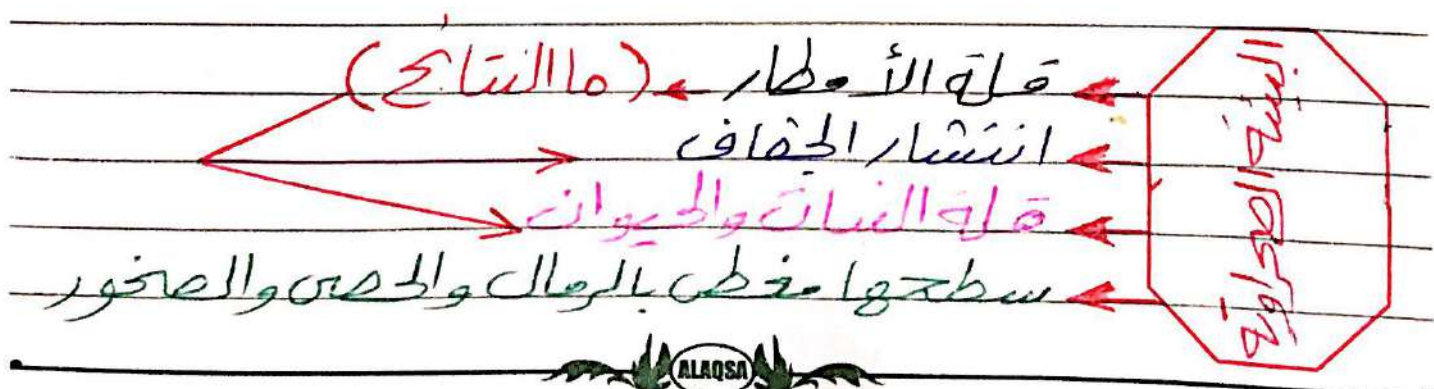 البيئة الصحراوية
قلة الأمطار (ما النتائج)
انتشار الجفاف
قلة النبات والحيوان
سطحها مغطى بالرمال والحصى والصخور
ALAQSA